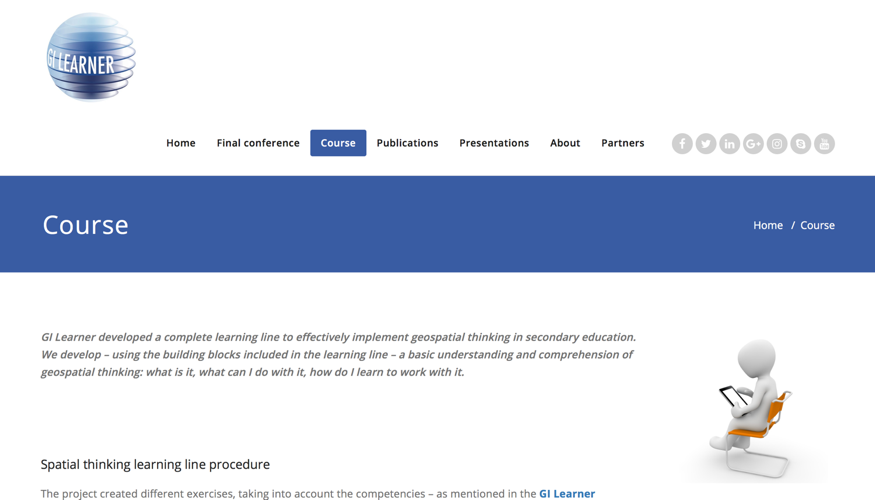 GI LEARNER
Home Final conference Course Publications Presentations About Partners
Course
Home / Course
GI Learner developed a complete learning line to effectively implement geospatial thinking in secondary education.
We develop – using the building blocks included in the learning line – a basic understanding and comprehension of
geospatial thinking: what is it, what can I do with it, how do I learn to work with it.
Spatial thinking learning line procedure
The project created different exercises, taking into account the competencies – as mentioned in the GI Learner